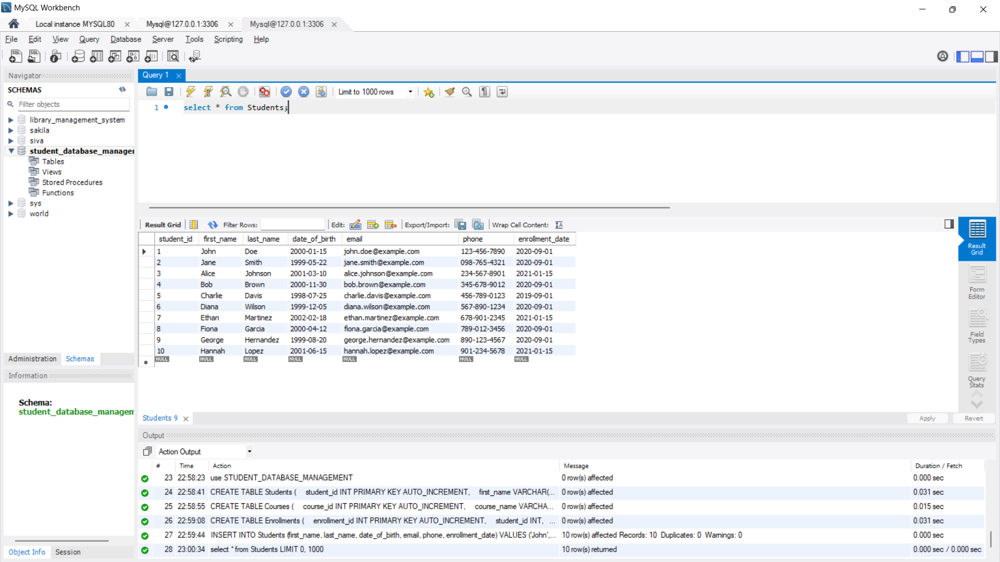 MySQL Workbench
Local instance MYSQL80
Mysql@127.0.0.1:3306
Mysql@127.0.0.1:3306
File Edit View Query Database Server Tools Scripting Help
Navigator
SCHEMAS
Filter objects
library_management_system
sakila
siva
student_database_manager
Tables
Views
Stored Procedures
Functions
sys
world
Administration Schemas
Information
Schema:
student_database_managem
Object Info Session
Query 1
Limit to 1000 rows
1 select * from Students;
Result Grid Filter Rows: Edit: Export/Import: Wrap Cell Content:
student_id first_name last_name date_of_birth email phone enrollment_date
1 John Doe 2000-01-15 john.doe@example.com 123-456-7890 2020-09-01
2 Jane Smith 1999-05-22 jane.smith@example.com 098-765-4321 2020-09-01
3 Alice Johnson 2001-03-10 alice.johnson@example.com 234-567-8901 2021-01-15
4 Bob Brown 2000-11-30 bob.brown@example.com 345-678-9012 2020-09-01
5 Charlie Davis 1998-07-25 charlie.davis@example.com 456-789-0123 2019-09-01
6 Diana Wilson 1999-12-05 diana.wilson@example.com 567-890-1234 2020-09-01
7 Ethan Martinez 2002-02-18 ethan.martinez@example.com 678-901-2345 2021-01-15
8 Fiona Garcia 2000-04-12 fiona.garcia@example.com 789-012-3456 2020-09-01
9 George Hernandez 1999-08-20 george.hernandez@example.com 890-123-4567 2020-09-01
10 Hannah Lopez 2001-06-15 hannah.lopez@example.com 901-234-5678 2021-01-15
NULL NULL NULL NULL NULL NULL NULL
Result
Grid
Form
Editor
Field
Types
Query
Stats
Students 9
Apply Revert
Output
Action Output
# Time Action Message Duration / Fetch
23 22:58:23 use STUDENT_DATABASE_MANAGEMENT 0 row(s) affected 0.000 sec
24 22:58:41 CREATE TABLE Students ( student_id INT PRIMARY KEY AUTO_INCREMENT, first_name VARCHAR(... 0 row(s) affected 0.031 sec
25 22:58:55 CREATE TABLE Courses ( course_id INT PRIMARY KEY AUTO_INCREMENT, course_name VARCHA... 0 row(s) affected 0.015 sec
26 22:59:08 CREATE TABLE Enrollments ( enrollment_id INT PRIMARY KEY AUTO_INCREMENT, student_id INT, ... 0 row(s) affected 0.031 sec
27 22:59:44 INSERT INTO Students (first_name, last_name, date_of_birth, email, phone, enrollment_date) VALUES ('John',... 10 row(s) affected Records: 10 Duplicates: 0 Warnings: 0 0.000 sec
28 23:00:34 select * from Students LIMIT 0, 1000 10 row(s) returned 0.000 sec / 0.000 sec